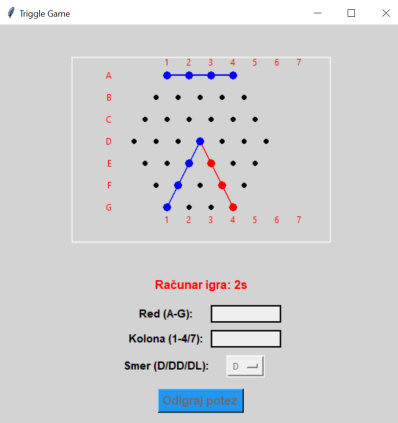 Triggle Game
1 2 3 4 5 6 7
A
B
C
D
E
F
G
1 2 3 4 5 6 7
Računar igra: 2s
Red (A-G):
Kolona (1-4/7):
Smer (D/DD/DL): D
Odigraj potez